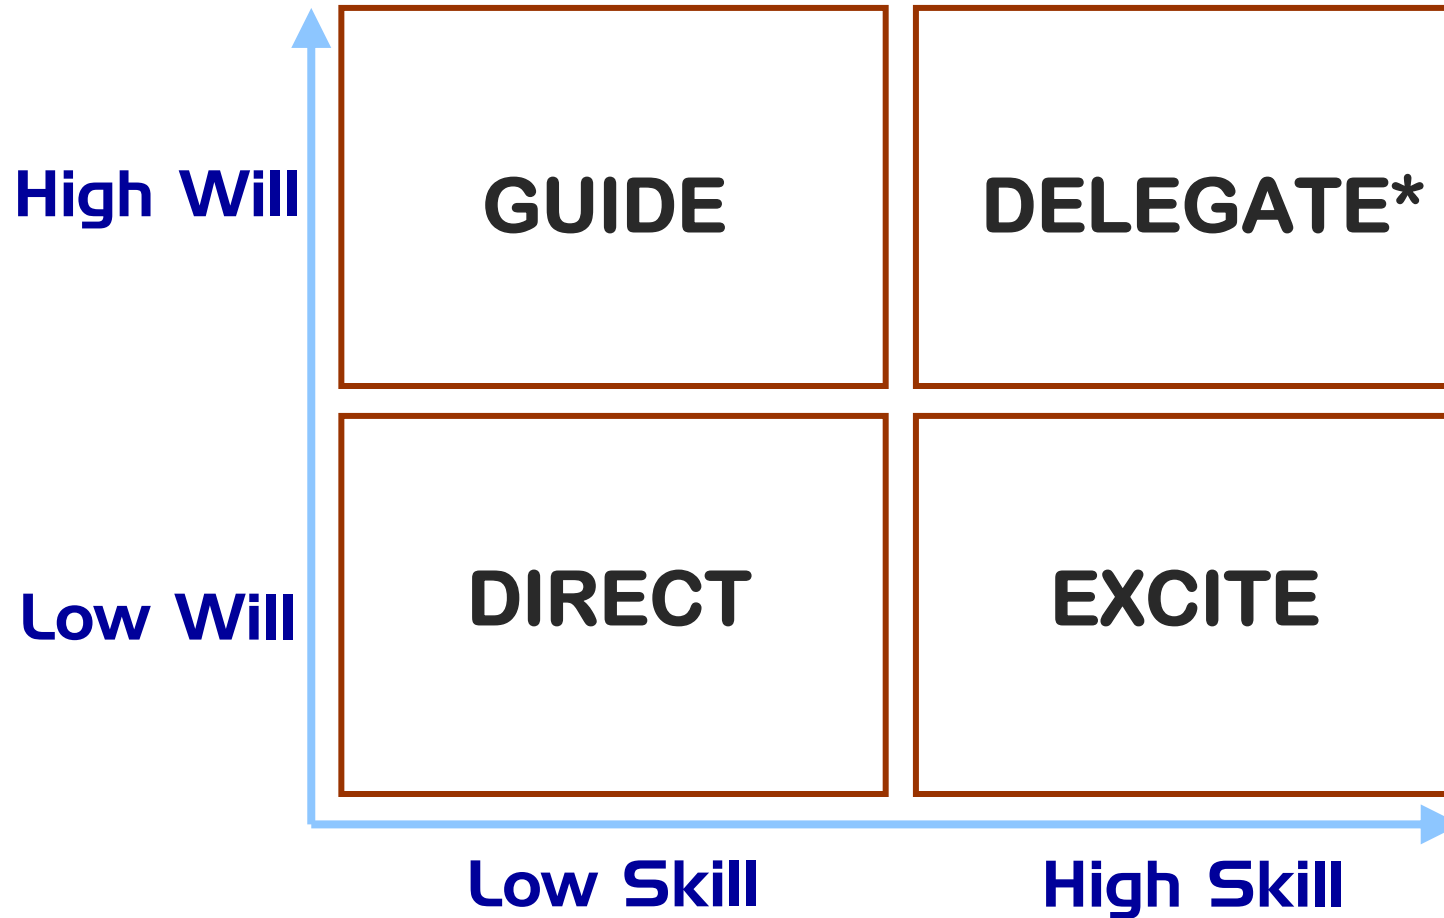 High Will
GUIDE
DELEGATE*
Low Will
DIRECT
EXCITE
Low Skill
High Skill